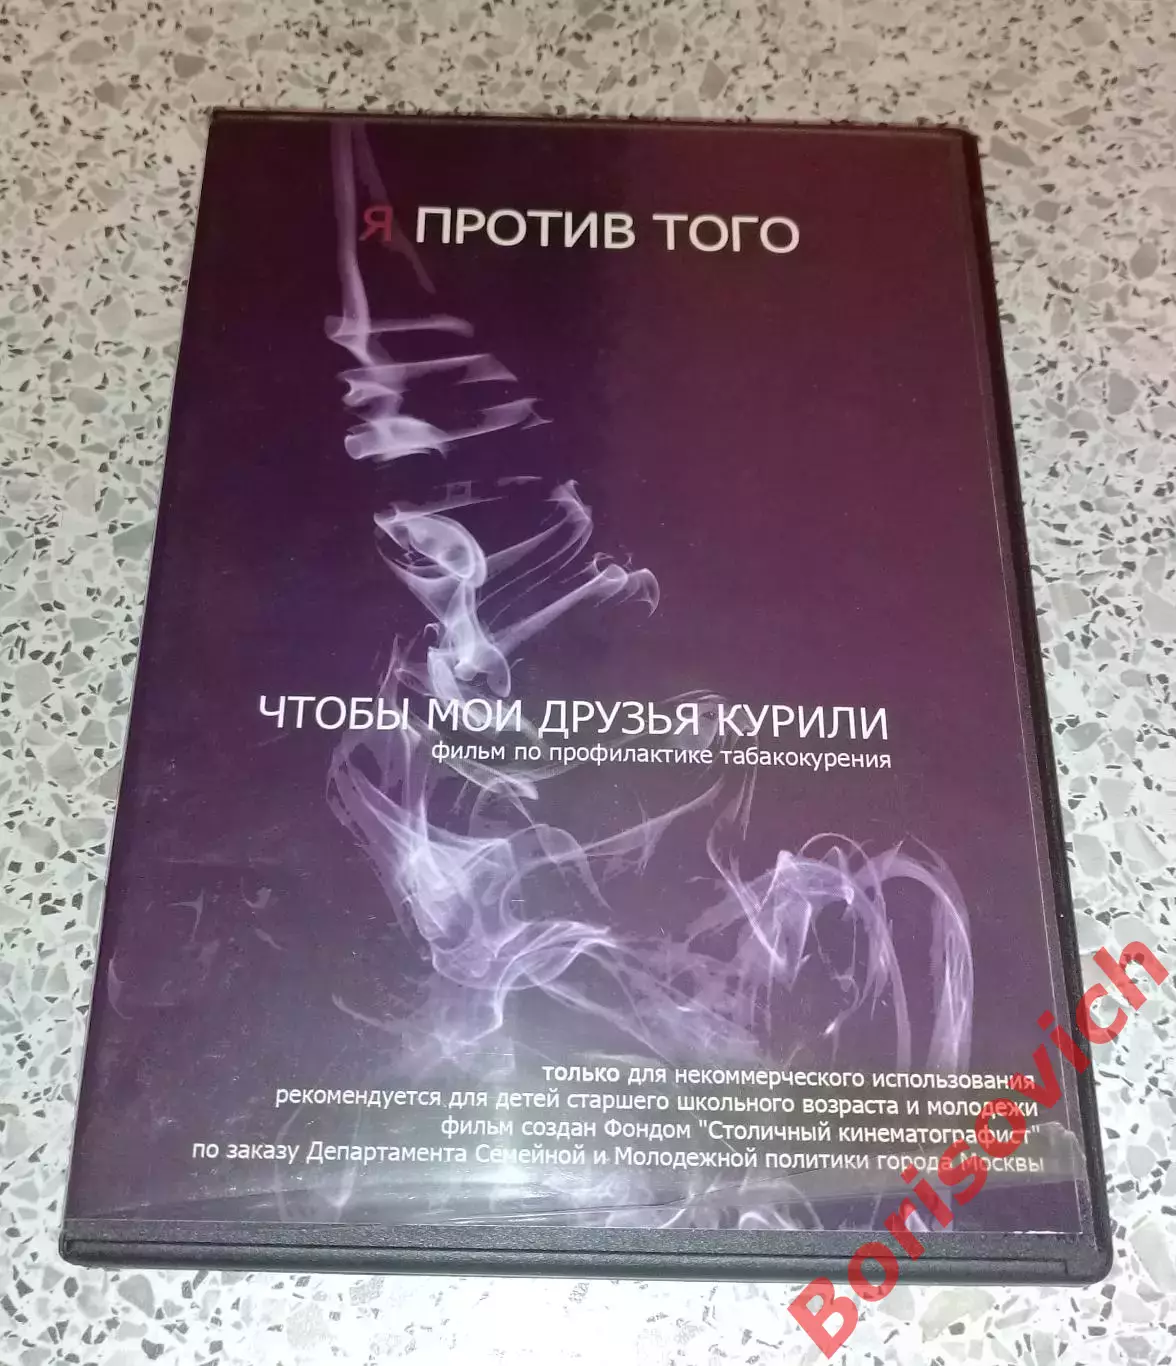 Я ПРОТИВ ТОГО
ЧТОБЫ МОИ ДРУЗЬЯ КУРИЛИ
фильм по профилактике табакокурения
только для некоммерческого использования
рекомендуется для детей старшего школьного возраста и молодежи
фильм создан Фондом "Столичный кинематографист"
по заказу Департамента Семейной и Молодежной политики города Москвы
Borisovich